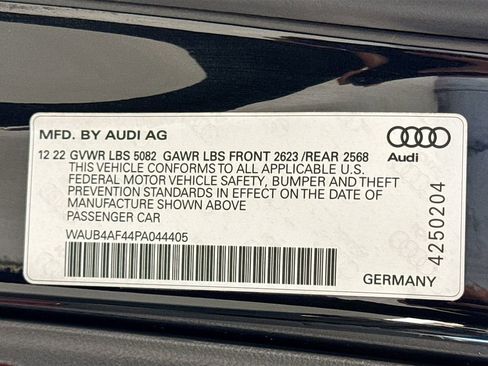 MFD. BY AUDI AG
12 22 GVWR LBS 5082 GAWR LBS FRONT 2623 /REAR 2568
THIS VEHICLE CONFORMS TO ALL APPLICABLE U.S.
FEDERAL MOTOR VEHICLE SAFETY, BUMPER AND THEFT
PREVENTION STANDARDS IN EFFECT ON THE DATE OF
MANUFACTURE SHOWN ABOVE
PASSENGER CAR
WAUB4AF44PA044405
Audi
4250204
GERMANY